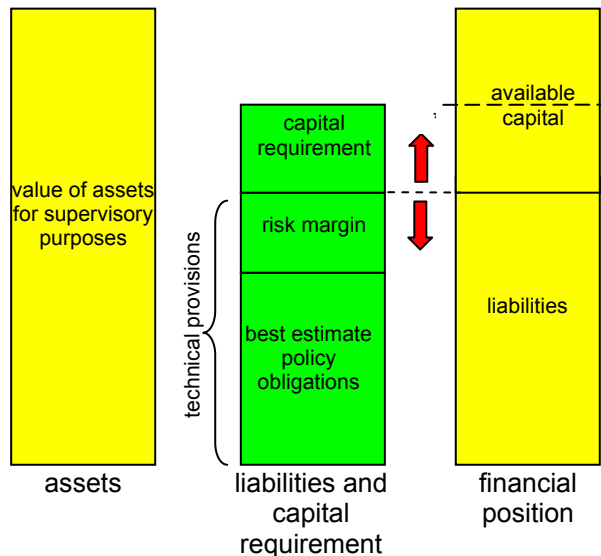 value of assets
for supervisory
purposes
assets
technical provisions
capital
requirement
risk margin
best estimate
policy
obligations
liabilities and
capital
requirement
available
capital
liabilities
financial
position